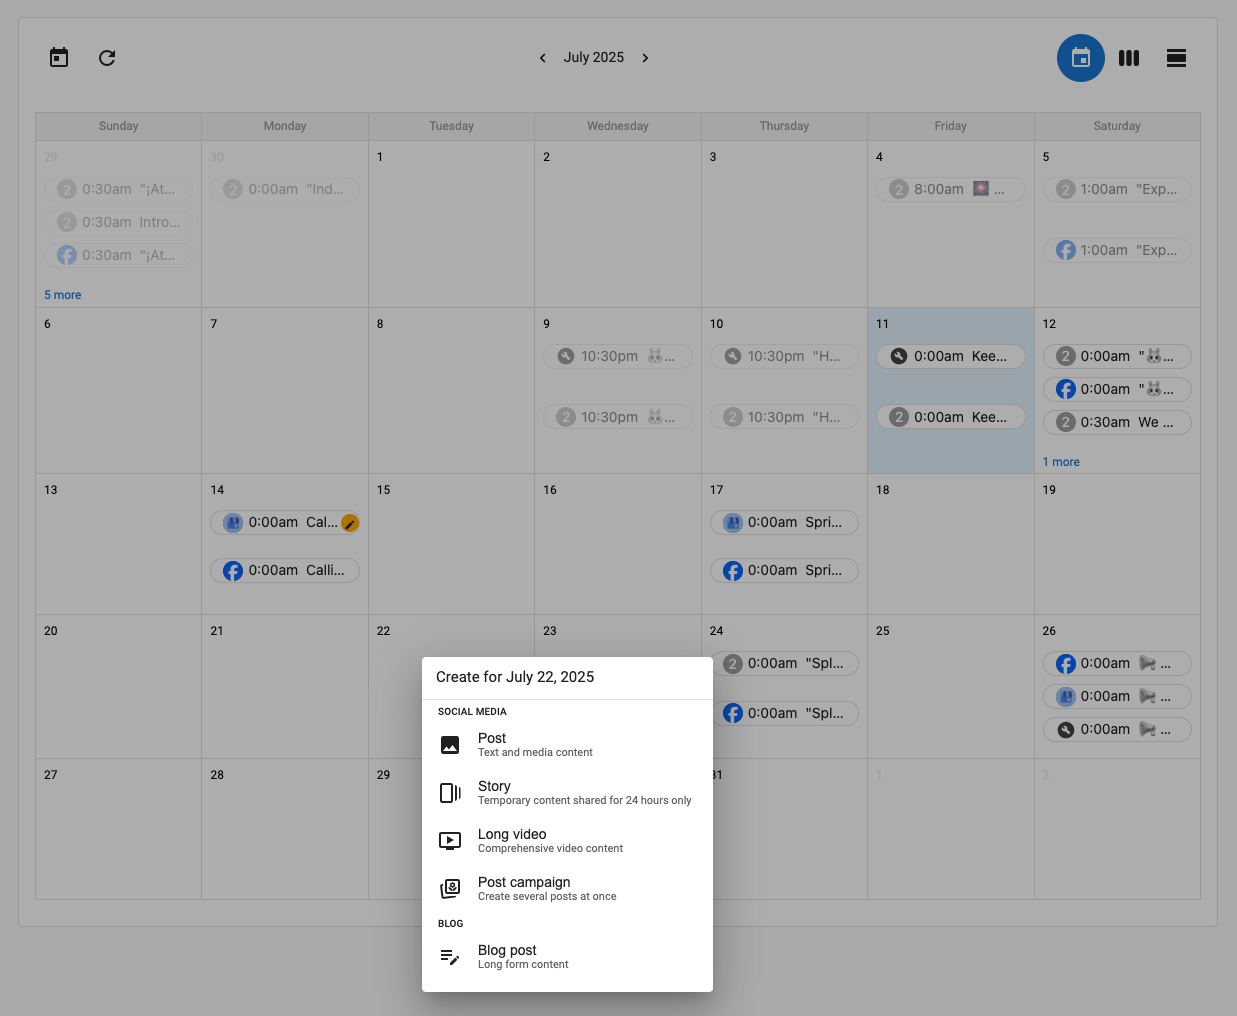 July 2025
Sunday Monday Tuesday Wednesday Thursday Friday Saturday
29 30 1 2 3 4 5
2 0:30am "¡At... 2 0:00am "Ind... 2 8:00am 🎆 ... 2 1:00am "Exp...
2 0:30am Intro...
0:30am "¡At... 1:00am "Exp...
5 more
6 7 8 9 10 11 12
10:30pm 🐰... 10:30pm "H... 0:00am Kee... 2 0:00am "🐰...
0:00am "🐰...
2 10:30pm 🐰... 2 10:30pm "H... 2 0:00am Kee... 2 0:30am We ...
1 more
13 14 15 16 17 18 19
0:00am Cal... 0:00am Spri...
0:00am Calli... 0:00am Spri...
20 21 22 23 24 25 26
2 0:00am "Spl... 0:00am 📢 ...
0:00am 📢 ...
0:00am "Spl... 0:00am 📢 ...
27 28 29 31 1 2
Create for July 22, 2025
SOCIAL MEDIA
Post
Text and media content
Story
Temporary content shared for 24 hours only
Long video
Comprehensive video content
Post campaign
Create several posts at once
BLOG
Blog post
Long form content